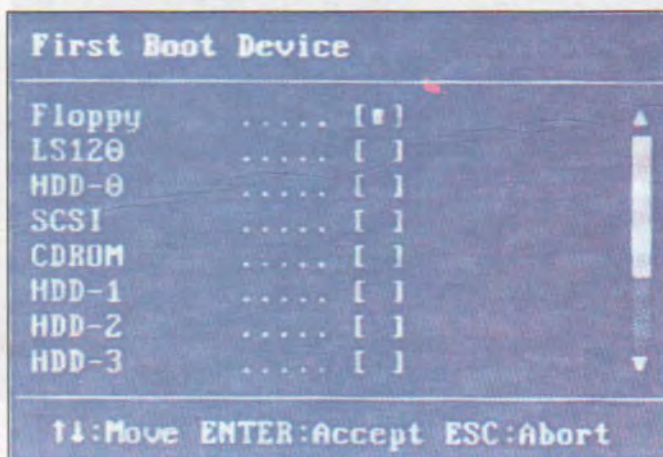 First Boot Device
Floppy ..... [■]
LS120 ..... [ ]
HDD-0 ..... [ ]
SCSI ..... [ ]
CDROM ..... [ ]
HDD-1 ..... [ ]
HDD-2 ..... [ ]
HDD-3 ..... [ ]
↑↓:Move ENTER:Accept ESC:Abort